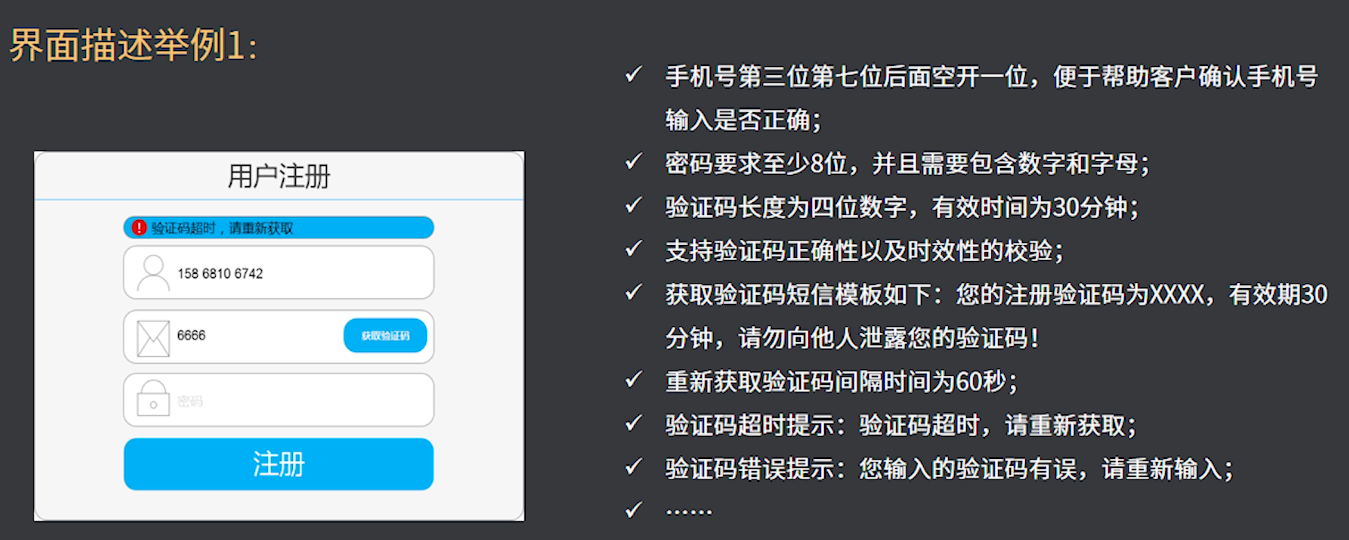 界面描述举例1:
用户注册
! 验证码超时，请重新获取
158 6810 6742
6666
获取验证码
密码
注册
✓ 手机号第三位第七位后面空开一位，便于帮助客户确认手机号
输入是否正确；
✓ 密码要求至少8位，并且需要包含数字和字母；
✓ 验证码长度为四位数字，有效时间为30分钟；
✓ 支持验证码正确性以及时效性的校验；
✓ 获取验证码短信模板如下：您的注册验证码为XXXX，有效期30
分钟，请勿向他人泄露您的验证码！
✓ 重新获取验证码间隔时间为60秒；
✓ 验证码超时提示：验证码超时，请重新获取；
✓ 验证码错误提示：您输入的验证码有误，请重新输入；
✓ ……